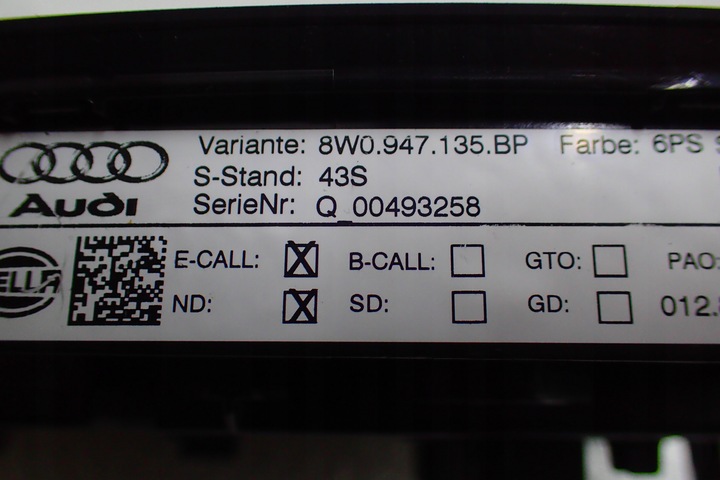 Variante: 8W0.947.135.BP Farbe: 6PS
Audi S-Stand: 43S
SerieNr: Q_00493258
E-CALL: B-CALL: GTO: PAO:
ELLA
ND: SD: GD: 012.